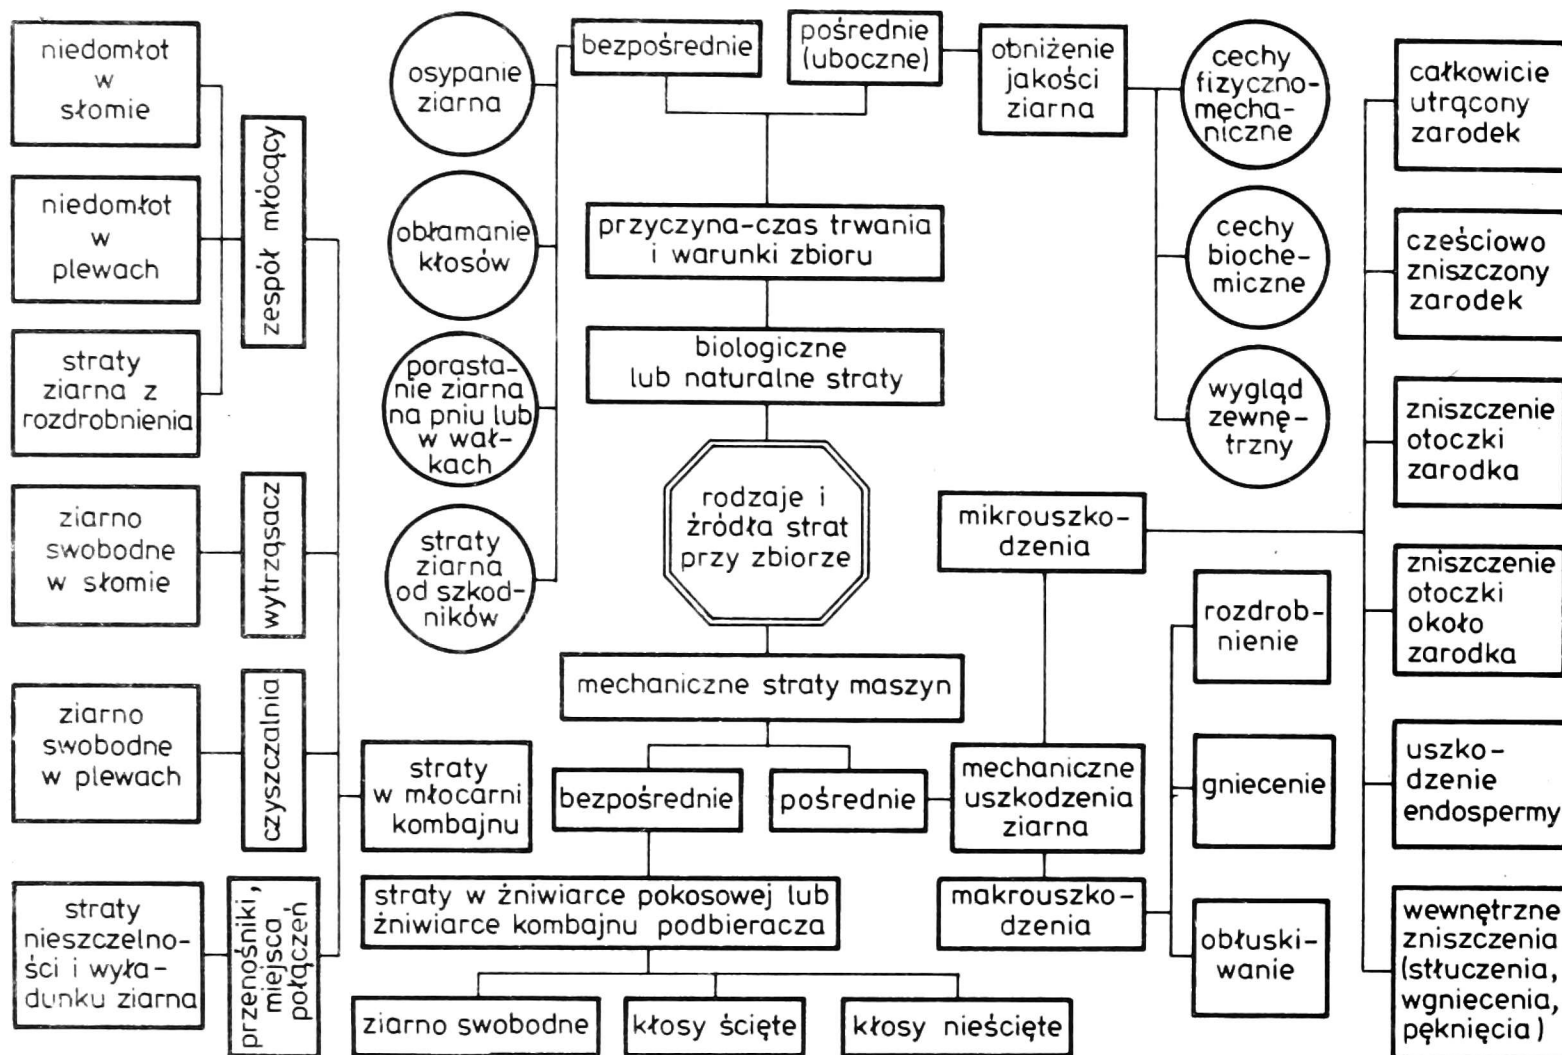 niedomłot
w
słomie
niedomłot
w
plewach
straty
ziarna z
rozdrobnienia
zespół młócący
ziarno
swobodne
w słomie
wytrząsacz
ziarno
swobodne
w plewach
czyszczalnia
straty
nieszczelno-
ści i wyła-
dunku ziarna
przenośniki,
miejsca
połączeń
straty
w młocarni
kombajnu
osypanie
ziarna
obłamanie
kłosów
porasta-
nie ziarna
na pniu lub
w wał-
kach
straty
ziarna
od szkod-
ników
bezpośrednie
pośrednie
(uboczne)
obniżenie
jakości
ziarna
cechy
fizyczno-
męcha-
niczne
cechy
bioche-
miczne
wygląd
zewnę-
trzny
przyczyna-czas trwania
i warunki zbioru
biologiczne
lub naturalne straty
rodzaje i
źródła strat
przy zbiorze
mechaniczne straty maszyn
bezpośrednie
pośrednie
mechaniczne
uszkodzenia
ziarna
straty w żniwiarce pokosowej lub
żniwiarce kombajnu podbieracza
ziarno swobodne
kłosy ścięte
kłosy nieścięte
mikrouszko-
dzenia
makrouszko-
dzenia
rozdrob-
nienie
gniecenie
obłuski-
wanie
całkowicie
utrącony
zarodek
cześciowo
zniszczony
zarodek
zniszczenie
otoczki
zarodka
zniszczenie
otoczki
około
zarodka
uszko-
dzenie
endospermy
wewnętrzne
zniszczenia
(stłuczenia,
wgniecenia,
pęknięcia)